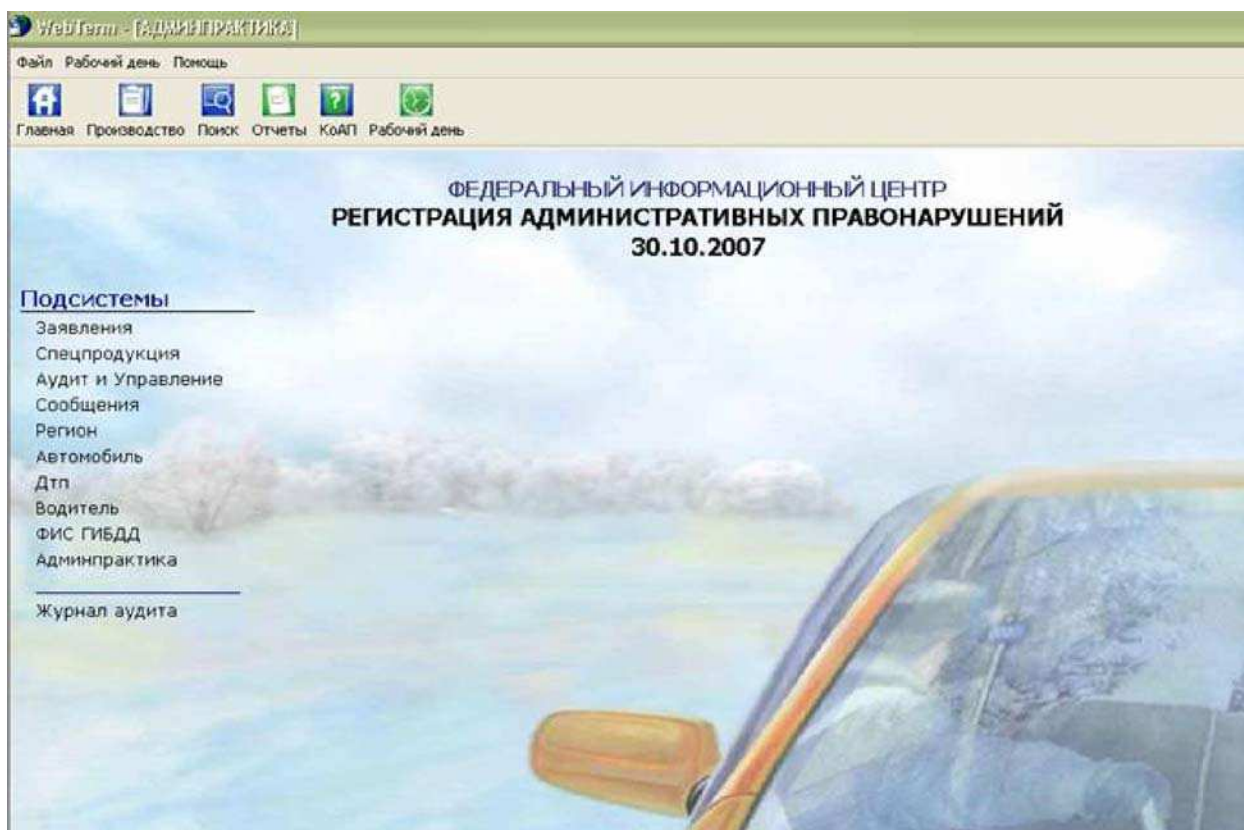 WebTerm - [АДМИНПРАКТИКА]
Файл Рабочий день Помощь
Главная Производство Поиск Отчеты КоАП Рабочий день
ФЕДЕРАЛЬНЫЙ ИНФОРМАЦИОННЫЙ ЦЕНТР
РЕГИСТРАЦИЯ АДМИНИСТРАТИВНЫХ ПРАВОНАРУШЕНИЙ
30.10.2007
Подсистемы
Заявления
Спецпродукция
Аудит и Управление
Сообщения
Регион
Автомобиль
Дтп
Водитель
ФИС ГИБДД
Админпрактика
Журнал аудита